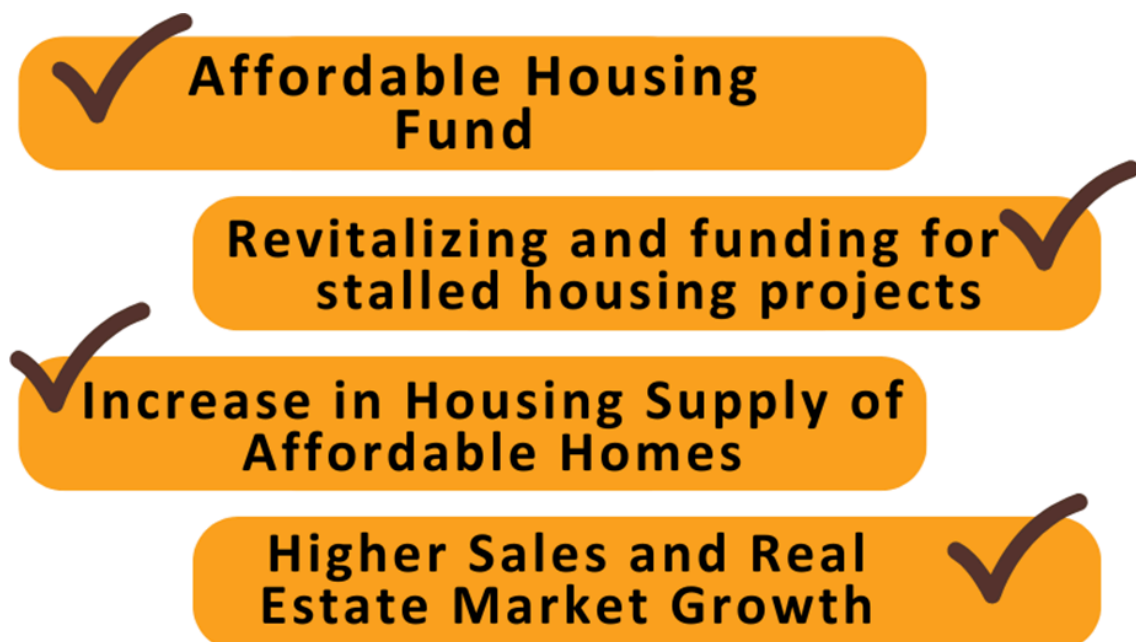 Affordable Housing
Fund
Revitalizing and funding for
stalled housing projects
Increase in Housing Supply of
Affordable Homes
Higher Sales and Real
Estate Market Growth